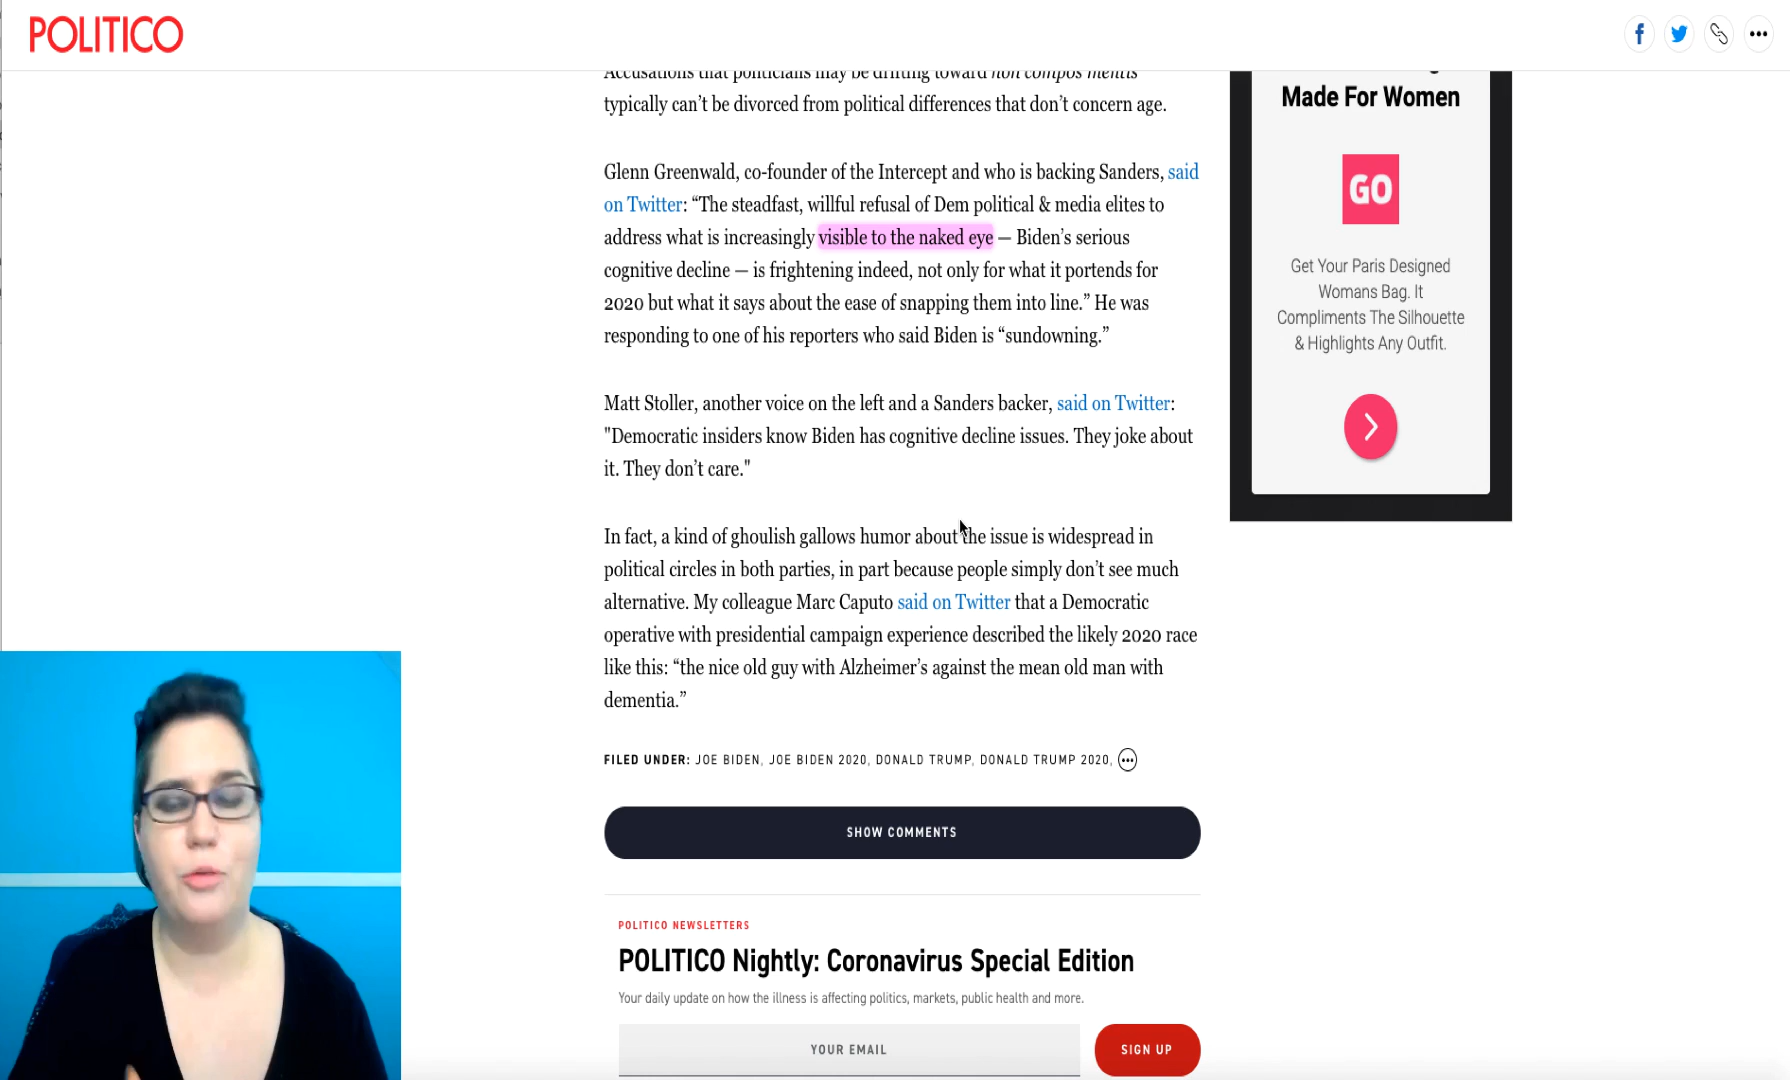 POLITICO
Accusations that politicians may be drifting toward non compos mentis
typically can’t be divorced from political differences that don’t concern age.
Glenn Greenwald, co-founder of the Intercept and who is backing Sanders, said
on Twitter: “The steadfast, willful refusal of Dem political & media elites to
address what is increasingly visible to the naked eye — Biden’s serious
cognitive decline — is frightening indeed, not only for what it portends for
2020 but what it says about the ease of snapping them into line.” He was
responding to one of his reporters who said Biden is “sundowning.”
Matt Stoller, another voice on the left and a Sanders backer, said on Twitter:
"Democratic insiders know Biden has cognitive decline issues. They joke about
it. They don’t care."
In fact, a kind of ghoulish gallows humor about the issue is widespread in
political circles in both parties, in part because people simply don’t see much
alternative. My colleague Marc Caputo said on Twitter that a Democratic
operative with presidential campaign experience described the likely 2020 race
like this: “the nice old guy with Alzheimer’s against the mean old man with
dementia.”
FILED UNDER: JOE BIDEN, JOE BIDEN 2020, DONALD TRUMP, DONALD TRUMP 2020,
SHOW COMMENTS
POLITICO NEWSLETTERS
POLITICO Nightly: Coronavirus Special Edition
Your daily update on how the illness is affecting politics, markets, public health and more.
YOUR EMAIL
SIGN UP
Made For Women
GO
Get Your Paris Designed
Womans Bag. It
Compliments The Silhouette
& Highlights Any Outfit.